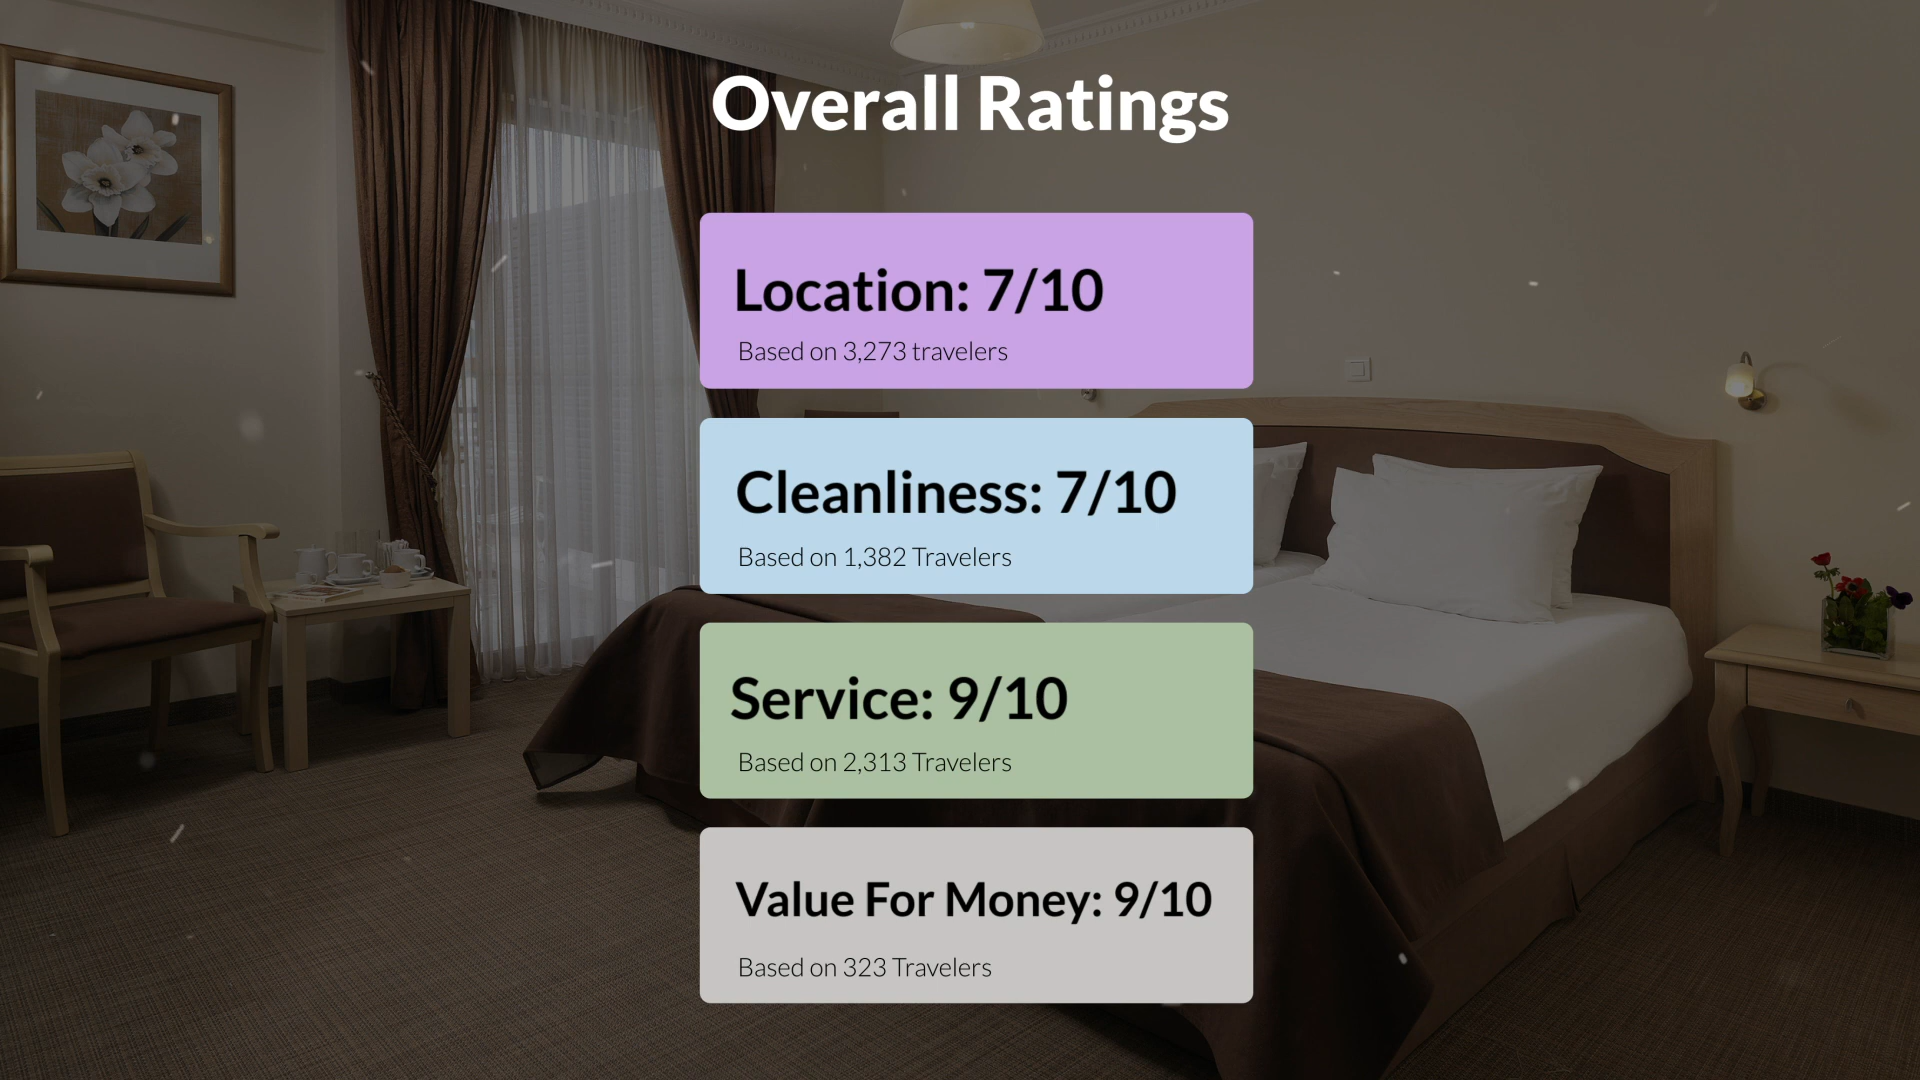 Overall Ratings
Location: 7/10
Based on 3,273 travelers
Cleanliness: 7/10
Based on 1,382 Travelers
Service: 9/10
Based on 2,313 Travelers
Value For Money: 9/10
Based on 323 Travelers